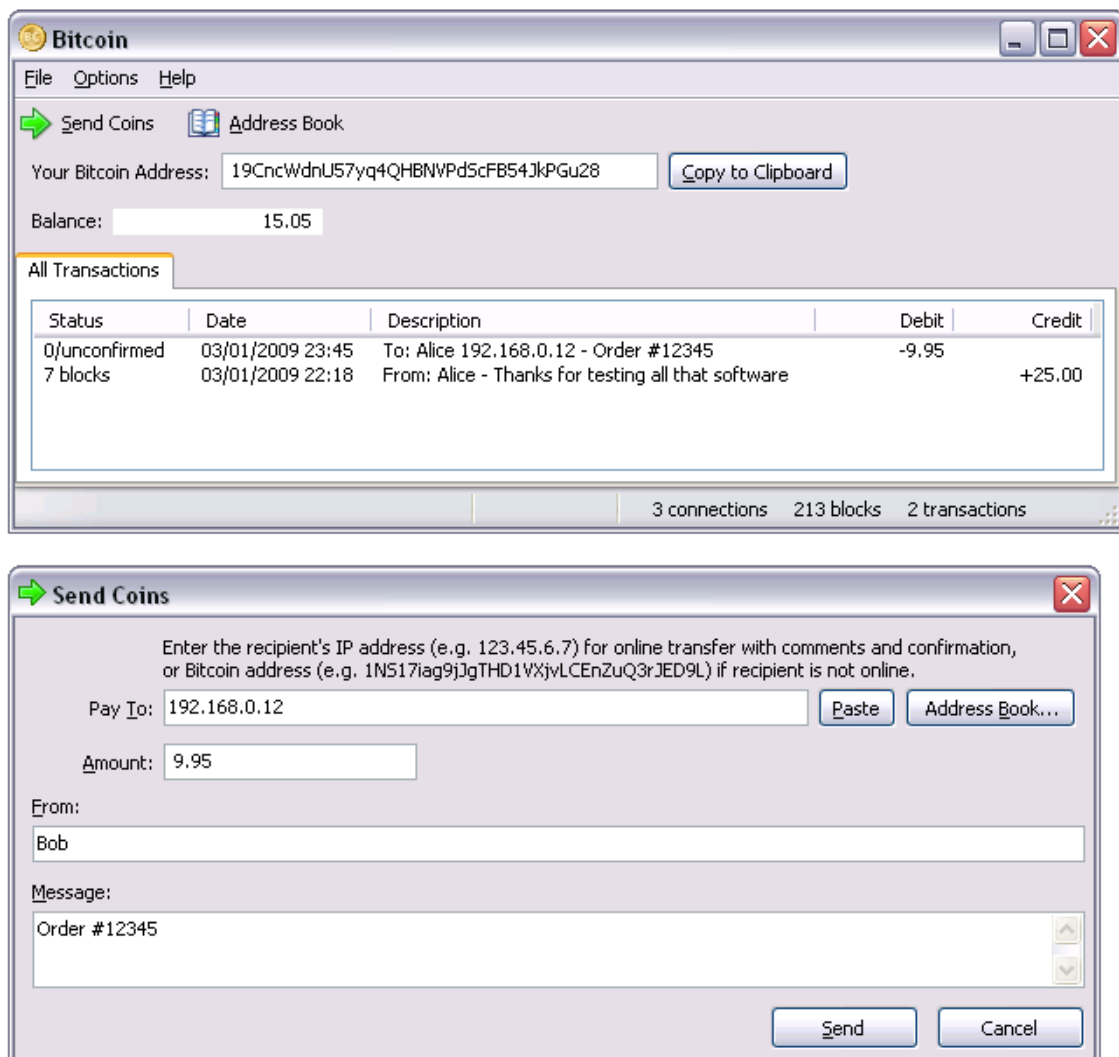 Bitcoin
File Options Help
Send Coins Address Book
Your Bitcoin Address: 19CncWdnU57yq4QHBNVPdScFB54JkPGu28 Copy to Clipboard
Balance: 15.05
All Transactions
Status Date Description Debit Credit
0/unconfirmed 03/01/2009 23:45 To: Alice 192.168.0.12 - Order #12345 -9.95
7 blocks 03/01/2009 22:18 From: Alice - Thanks for testing all that software +25.00
3 connections 213 blocks 2 transactions
Send Coins
Enter the recipient's IP address (e.g. 123.45.6.7) for online transfer with comments and confirmation,
or Bitcoin address (e.g. 1NS17iag9jJgTHD1VXjvLCEnZuQ3rJED9L) if recipient is not online.
Pay To: 192.168.0.12 Paste Address Book...
Amount: 9.95
From:
Bob
Message:
Order #12345
Send Cancel